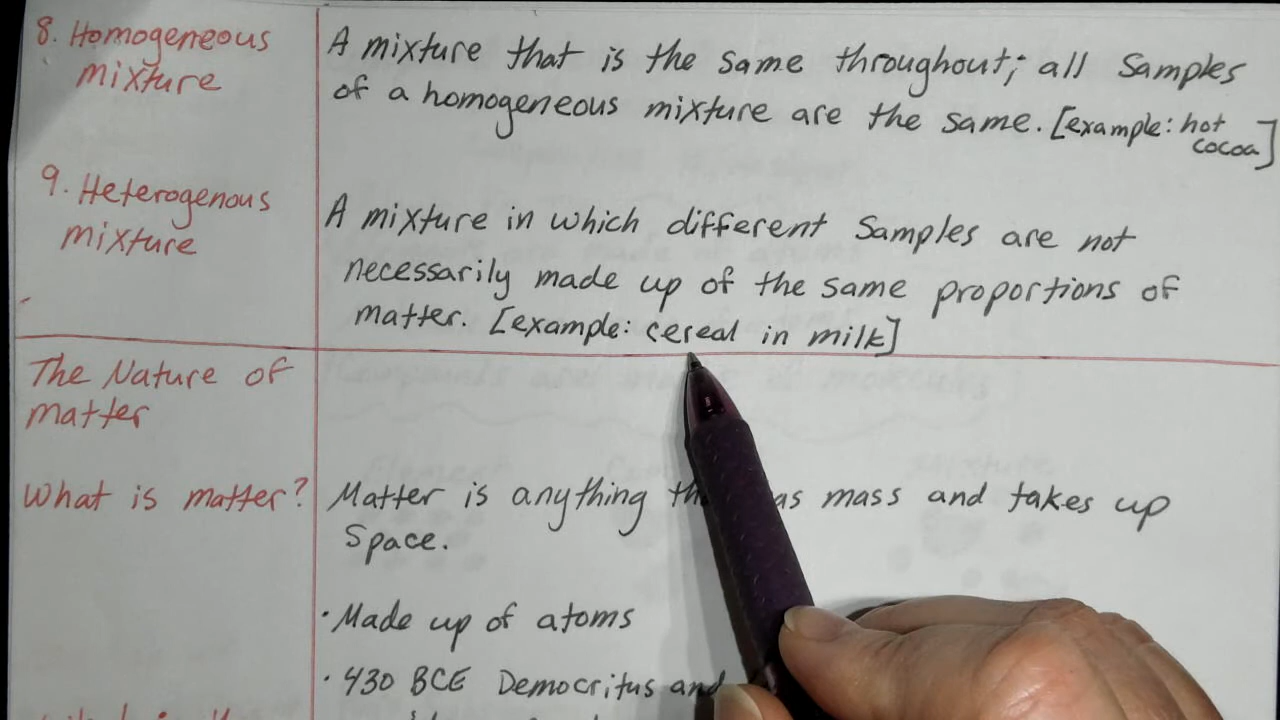 8. Homogeneous
mixture
A mixture that is the same throughout; all samples
of a homogeneous mixture are the same. [example: hot
cocoa]
9. Heterogenous
mixture
A mixture in which different samples are not
necessarily made up of the same proportions of
matter. [example: cereal in milk]
The Nature of
matter
What is matter?
Matter is anything as mass and takes up
space.
• Made up of atoms
• 430 BCE Democritus and